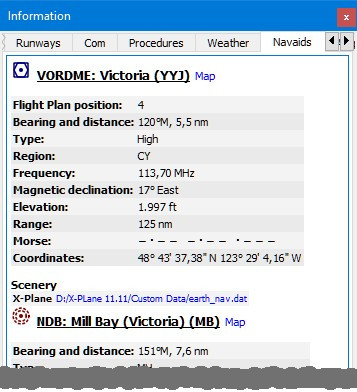 Information
Runways Com Procedures Weather Navaids
VORDME: Victoria (YYJ) Map
Flight Plan position: 4
Bearing and distance: 120°M, 5,5 nm
Type: High
Region: CY
Frequency: 113,70 MHz
Magnetic declination: 17° East
Elevation: 1.997 ft
Range: 125 nm
Morse: − · − − − · − − · − − −
Coordinates: 48° 43' 37,38" N 123° 29' 4,16" W
Scenery
X-Plane D:/X-PLane 11.11/Custom Data/earth_nav.dat
NDB: Mill Bay (Victoria) (MB) Map
Bearing and distance: 151°M, 7,6 nm